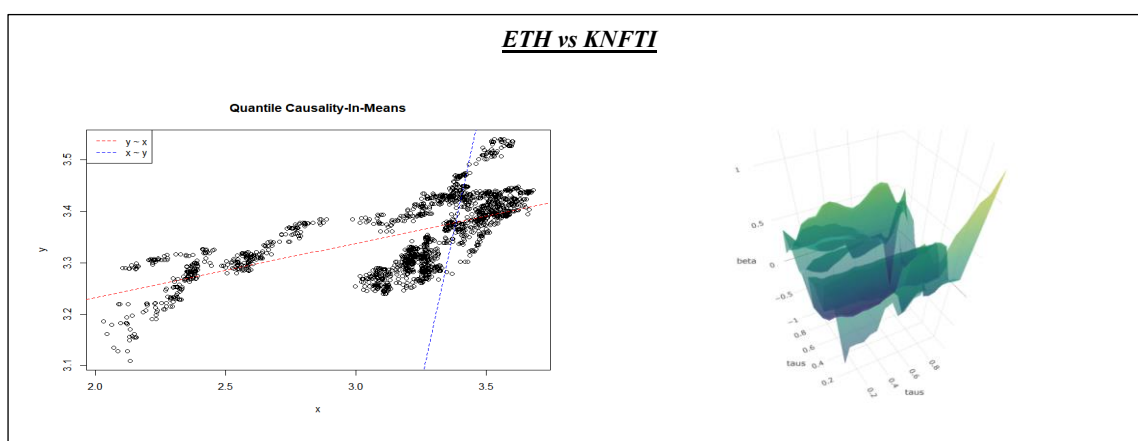 ETH vs KNFTI
Quantile Causality-In-Means
y ~ x
x ~ y
y
3.5
3.4
3.3
3.2
3.1
2.0 2.5 3.0 3.5
x
1
0.5
beta
0
−0.5
−1
0.8
0.6
taus 0.4
0.2
0.2
0.4
0.6
0.8
taus